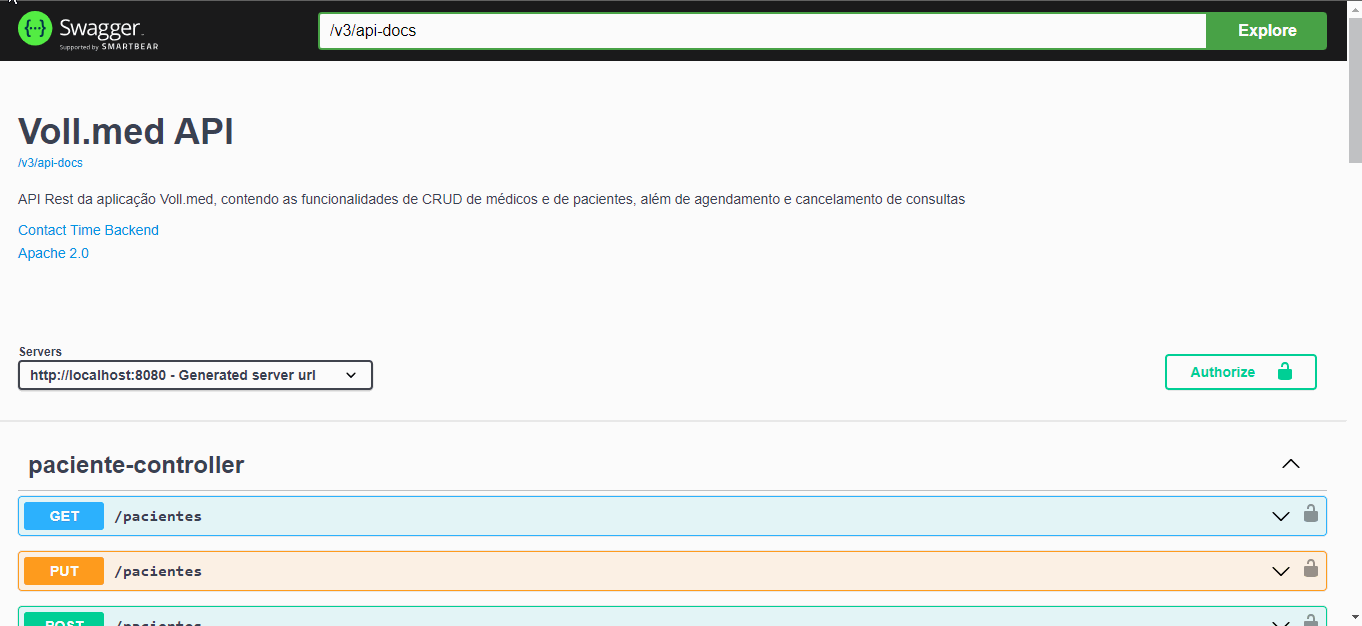 Swagger
Supported by SMARTBEAR
/v3/api-docs
Explore
Voll.med API
/v3/api-docs
API Rest da aplicação Voll.med, contendo as funcionalidades de CRUD de médicos e de pacientes, além de agendamento e cancelamento de consultas
Contact Time Backend
Apache 2.0
Servers
http://localhost:8080 - Generated server url
Authorize
paciente-controller
GET /pacientes
PUT /pacientes
POST /pacientes